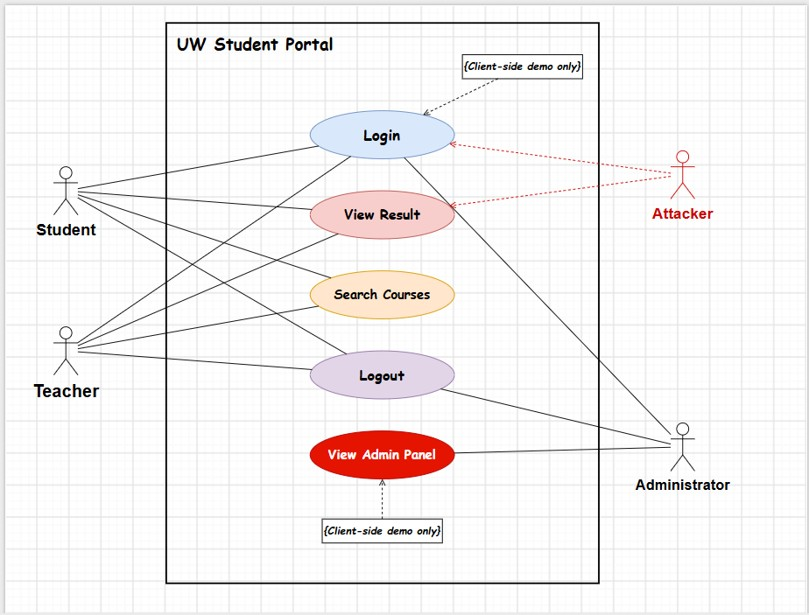 UW Student Portal
{Client-side demo only}
Login
View Result
Attacker
Student
Search Courses
Teacher
Logout
View Admin Panel
Administrator
{Client-side demo only}